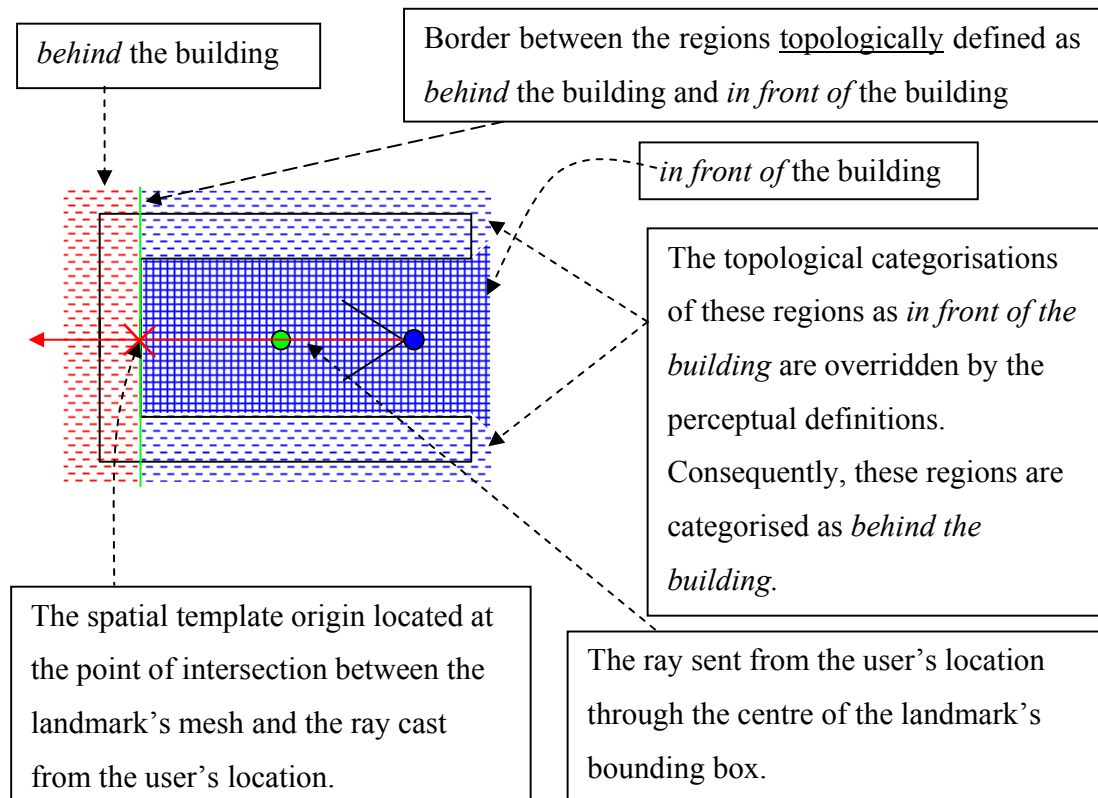 behind the building
Border between the regions topologically defined as
behind the building and in front of the building
in front of the building
The topological categorisations
of these regions as in front of the
building are overridden by the
perceptual definitions.
Consequently, these regions are
categorised as behind the
building.
The spatial template origin located at
the point of intersection between the
landmark’s mesh and the ray cast
from the user’s location.
The ray sent from the user’s location
through the centre of the landmark’s
bounding box.